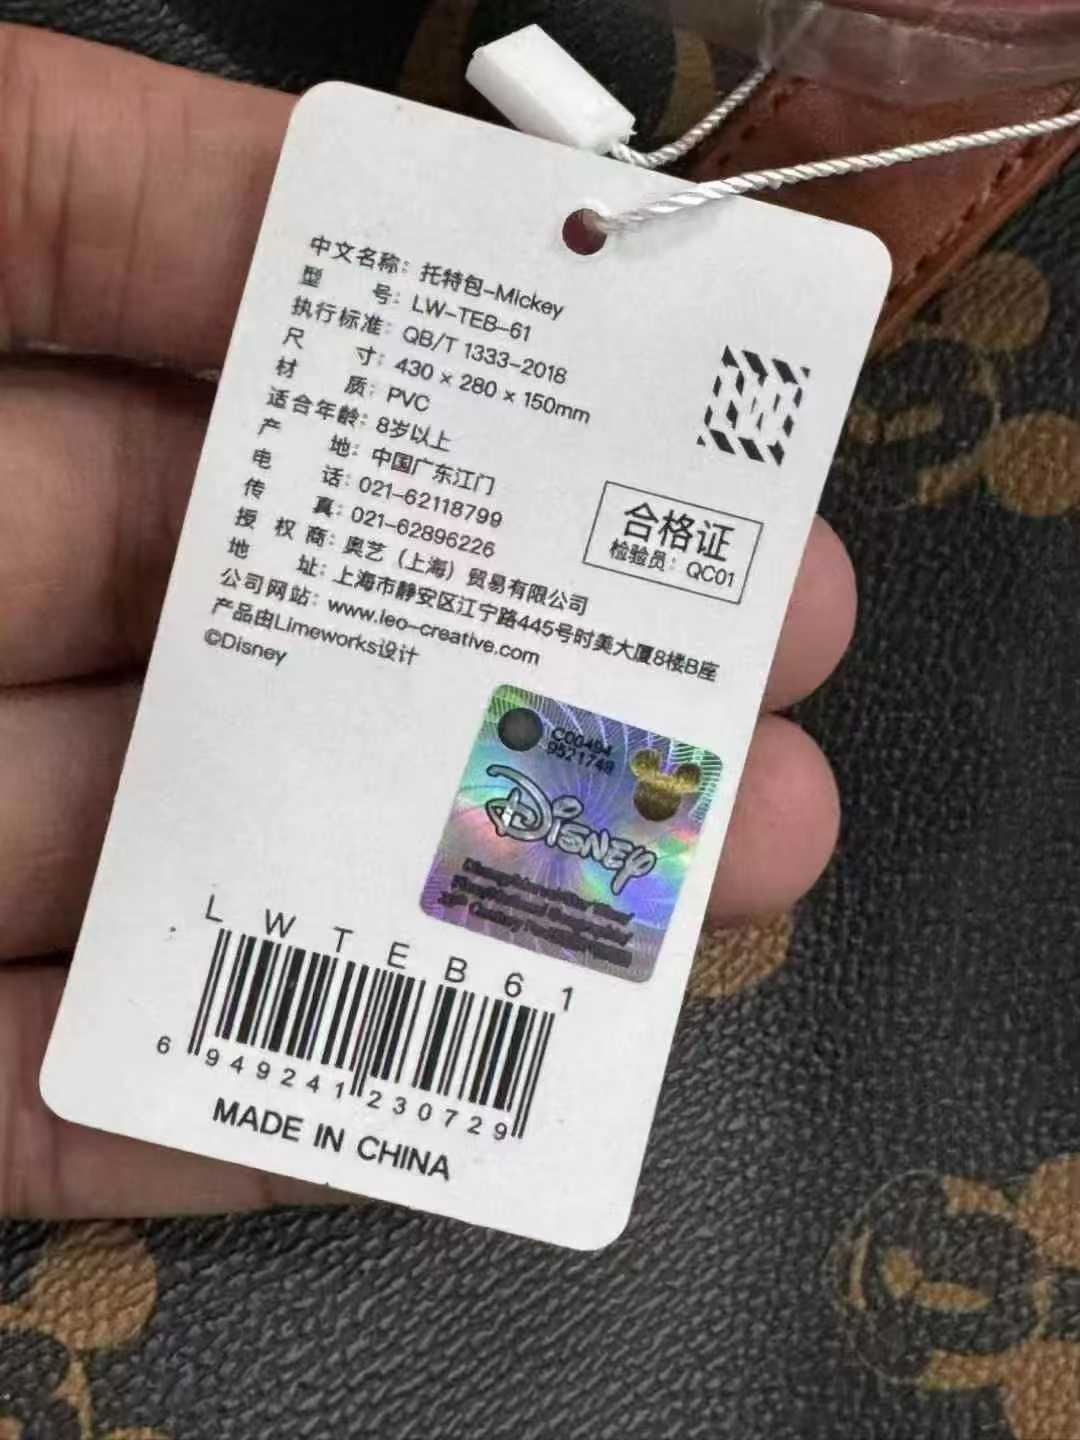 中文名称：托特包-Mickey
型 号：LW-TEB-61
执行标准：QB/T 1333-2018
尺 寸：430 × 280 × 150mm
材 质：PVC
适合年龄：8岁以上
产 地：中国广东江门
电 话：021-62118799
传 真：021-62896226
授 权 商：奥艺（上海）贸易有限公司
地 址：上海市静安区江宁路445号时美大厦8楼B座
公司网站：www.leo-creative.com
产品由Limeworks设计
©Disney
合格证
检验员：QC01
C00494
9521749
Disney
LWTEB61
6 949241 230729
MADE IN CHINA